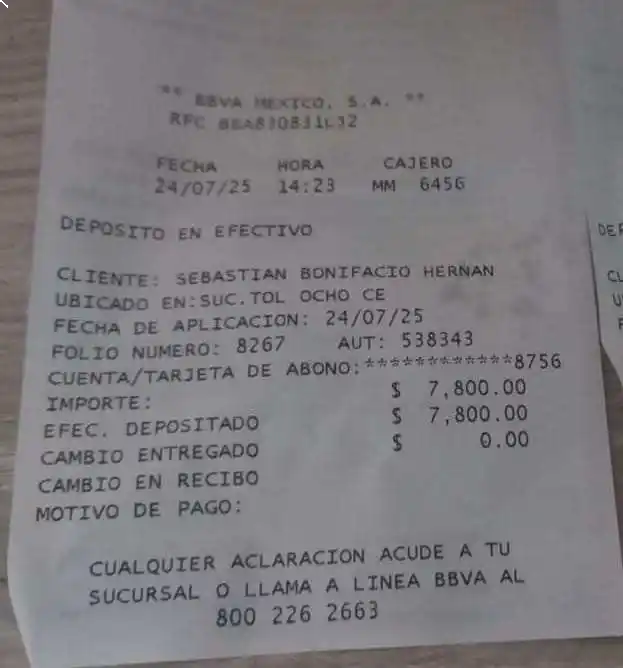 ** BBVA MEXICO, S.A. **
RFC BBA830831LJ2
FECHA HORA CAJERO
24/07/25 14:23 MM 6456
DEPOSITO EN EFECTIVO
CLIENTE: SEBASTIAN BONIFACIO HERNAN
UBICADO EN:SUC.TOL OCHO CE
FECHA DE APLICACION: 24/07/25
FOLIO NUMERO: 8267 AUT: 538343
CUENTA/TARJETA DE ABONO:************8756
IMPORTE: $ 7,800.00
EFEC. DEPOSITADO $ 7,800.00
CAMBIO ENTREGADO $ 0.00
CAMBIO EN RECIBO
MOTIVO DE PAGO:
CUALQUIER ACLARACION ACUDE A TU
SUCURSAL O LLAMA A LINEA BBVA AL
800 226 2663